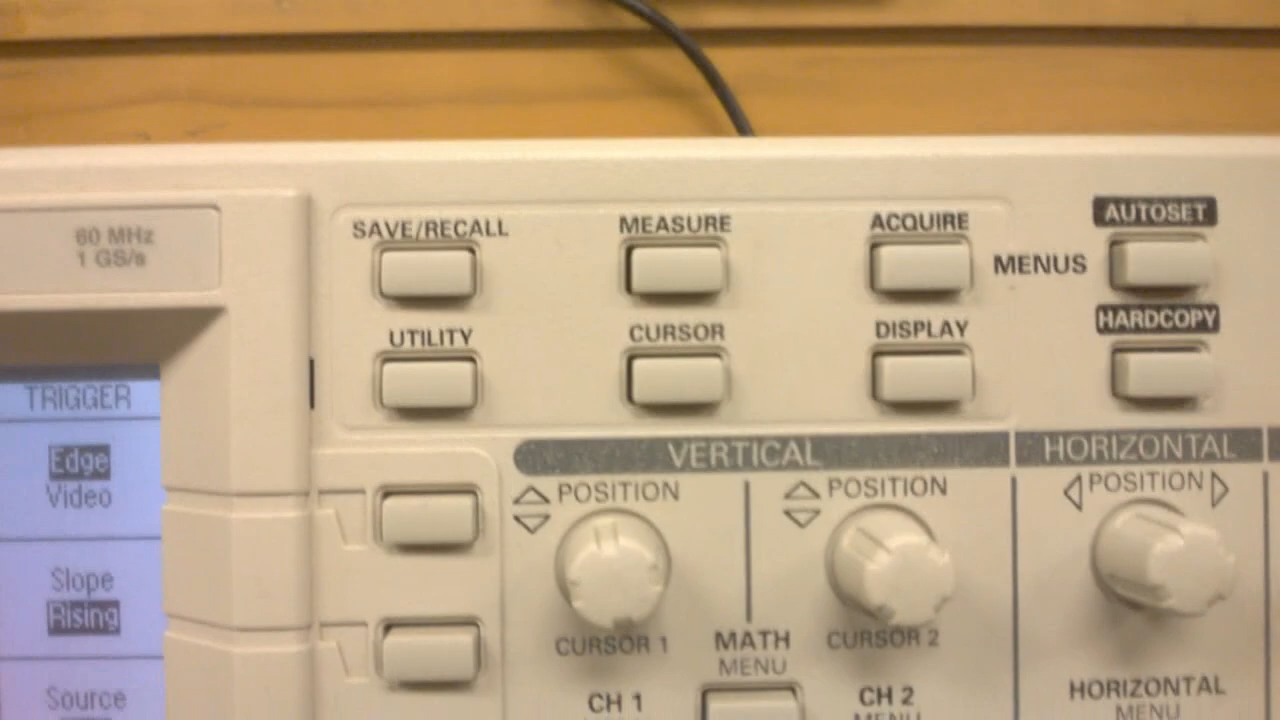 60 MHz
1 GS/s
SAVE/RECALL
MEASURE
ACQUIRE
AUTOSET
MENUS
UTILITY
CURSOR
DISPLAY
HARDCOPY
TRIGGER
Edge
Video
Slope
Rising
Source
VERTICAL
HORIZONTAL
POSITION
POSITION
POSITION
CURSOR 1
MATH
MENU
CURSOR 2
CH 1
CH 2
MENU
HORIZONTAL
MENU